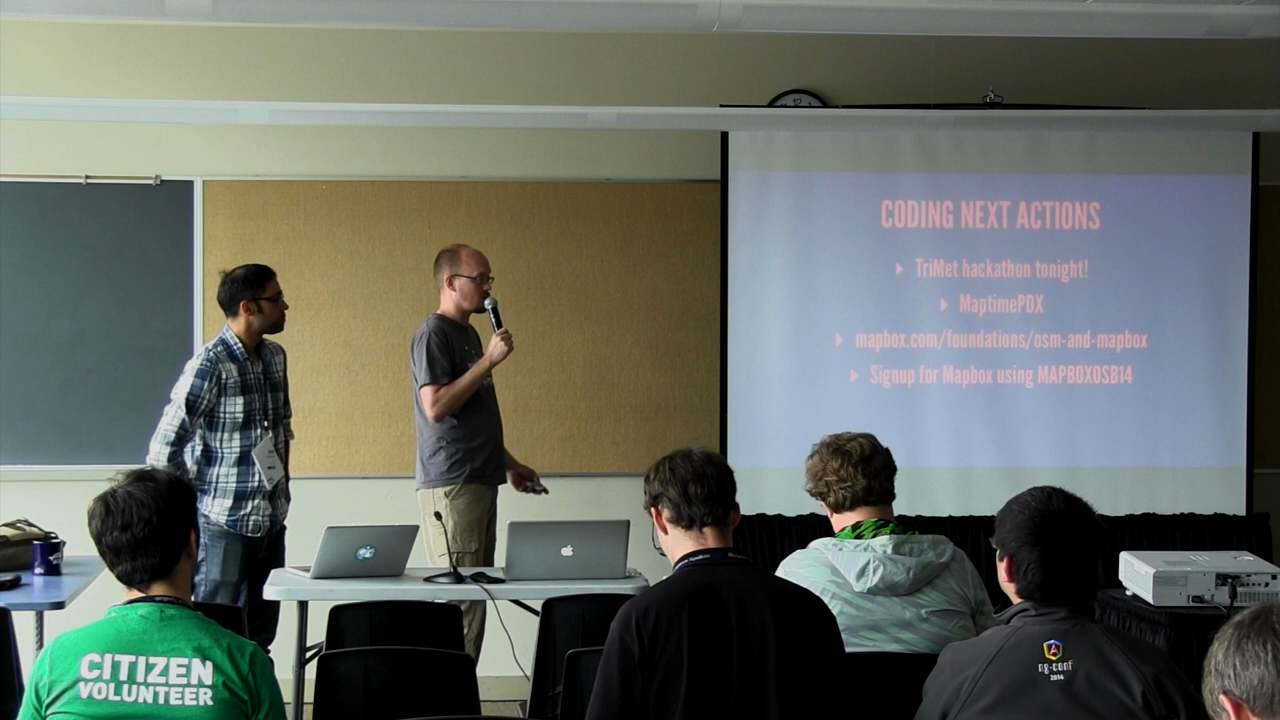 CODING NEXT ACTIONS
TriMet hackathon tonight!
MaptimePDX
mapbox.com/foundations/osm-and-mapbox
Signup for Mapbox using MAPBOXOSB14
CITIZEN
VOLUNTEER
A
ng-conf
2014